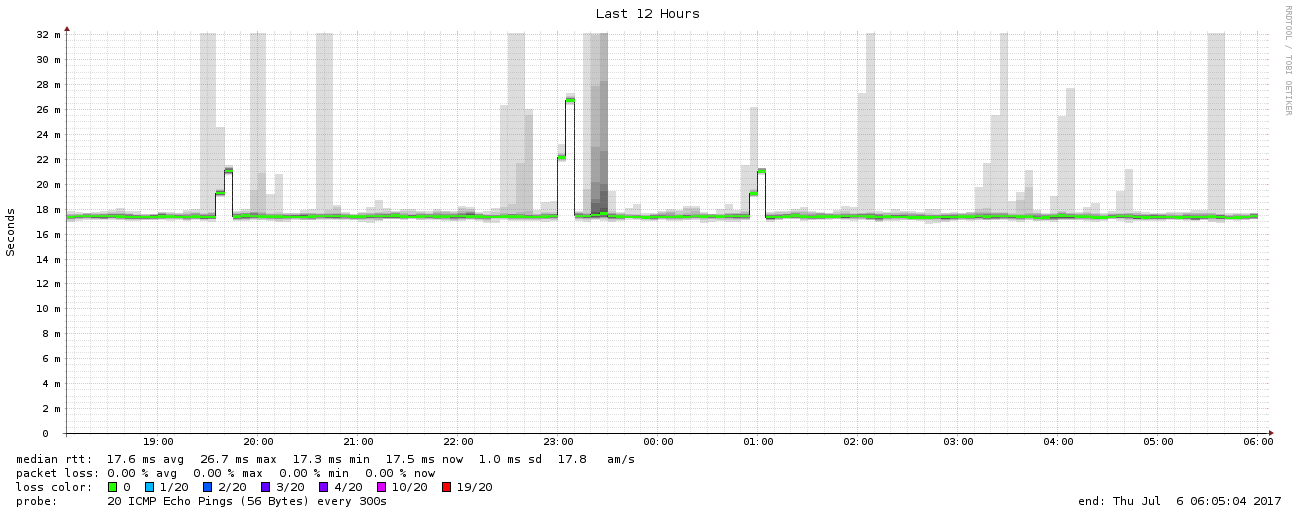 Last 12 Hours
RRDTOOL / TOBI OETIKER
Seconds
32 m
30 m
28 m
26 m
24 m
22 m
20 m
18 m
16 m
14 m
12 m
10 m
8 m
6 m
4 m
2 m
0
19:00 20:00 21:00 22:00 23:00 00:00 01:00 02:00 03:00 04:00 05:00 06:00
median rtt: 17.6 ms avg 26.7 ms max 17.3 ms min 17.5 ms now 1.0 ms sd 17.8 am/s
packet loss: 0.00 % avg 0.00 % max 0.00 % min 0.00 % now
loss color: 0 1/20 2/20 3/20 4/20 10/20 19/20
probe: 20 ICMP Echo Pings (56 Bytes) every 300s end: Thu Jul 6 06:05:04 2017